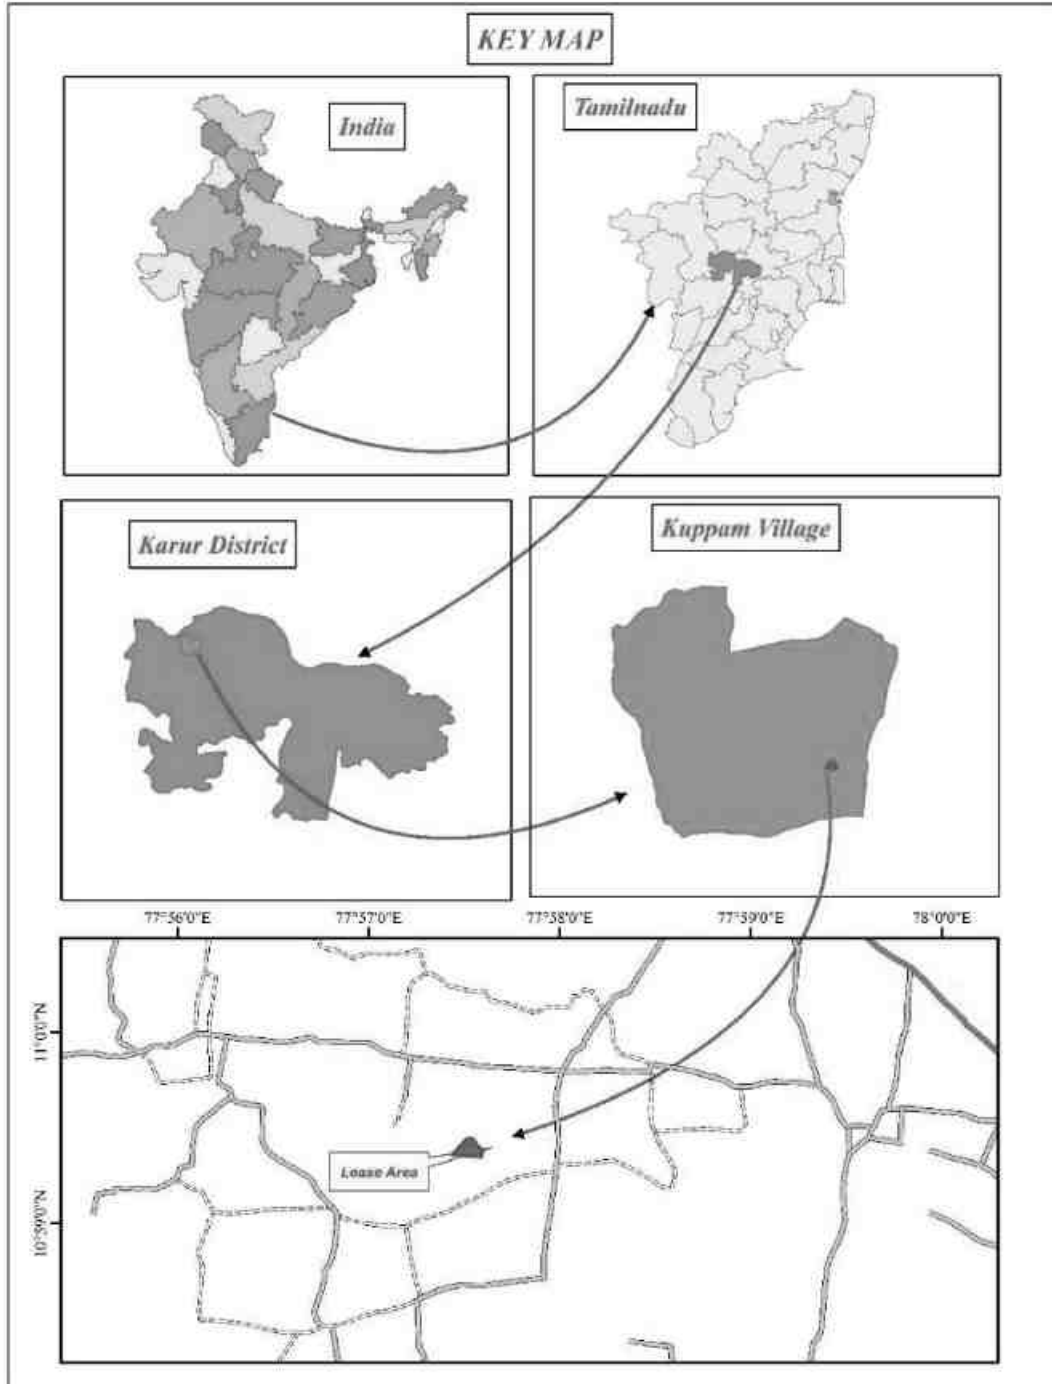 KEY MAP
India
Tamilnadu
Karur District
Kuppam Village
77°56'0"E
77°57'0"E
77°58'0"E
77°59'0"E
78°0'0"E
11°0'0"N
Lease Area
10°59'0"N